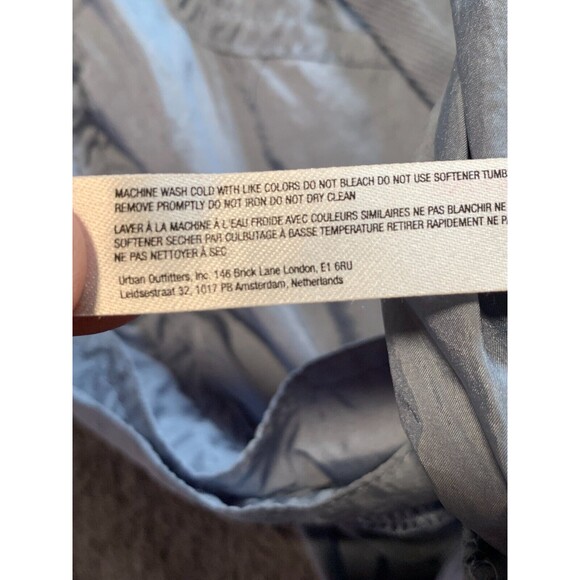 MACHINE WASH COLD WITH LIKE COLORS DO NOT BLEACH DO NOT USE SOFTENER TUMB
REMOVE PROMPTLY DO NOT IRON DO NOT DRY CLEAN
LAVER À LA MACHINE À L'EAU FROIDE AVEC COULEURS SIMILAIRES NE PAS BLANCHIR NE
SOFTENER SECHER PAR CULBUTAGE À BASSE TEMPERATURE RETIRER RAPIDEMENT NE PA
NE PAS NETTOYER À SEC
Urban Outfitters, Inc. 146 Brick Lane London, E1 6RU
Leidsestraat 32, 1017 PB Amsterdam, Netherlands